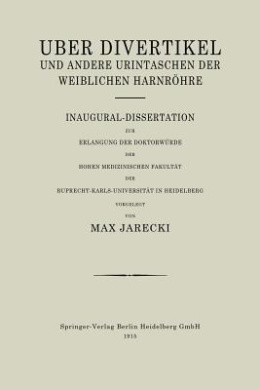 UBER DIVERTIKEL
UND ANDERE URINTASCHEN DER
WEIBLICHEN HARNRÖHRE
INAUGURAL-DISSERTATION
ZUR
ERLANGUNG DER DOKTORWÜRDE
DER
HOHEN MEDIZINISCHEN FAKULTÄT
DER
RUPRECHT-KARLS-UNIVERSITÄT IN HEIDELBERG
VORGELEGT
VON
MAX JARECKI
Springer-Verlag Berlin Heidelberg GmbH
1915